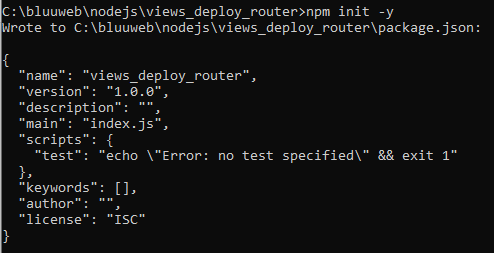 C:\bluuweb\nodejs\views_deploy_router>npm init -y
Wrote to C:\bluuweb\nodejs\views_deploy_router\package.json:
{
  "name": "views_deploy_router",
  "version": "1.0.0",
  "description": "",
  "main": "index.js",
  "scripts": {
    "test": "echo \"Error: no test specified\" && exit 1"
  },
  "keywords": [],
  "author": "",
  "license": "ISC"
}